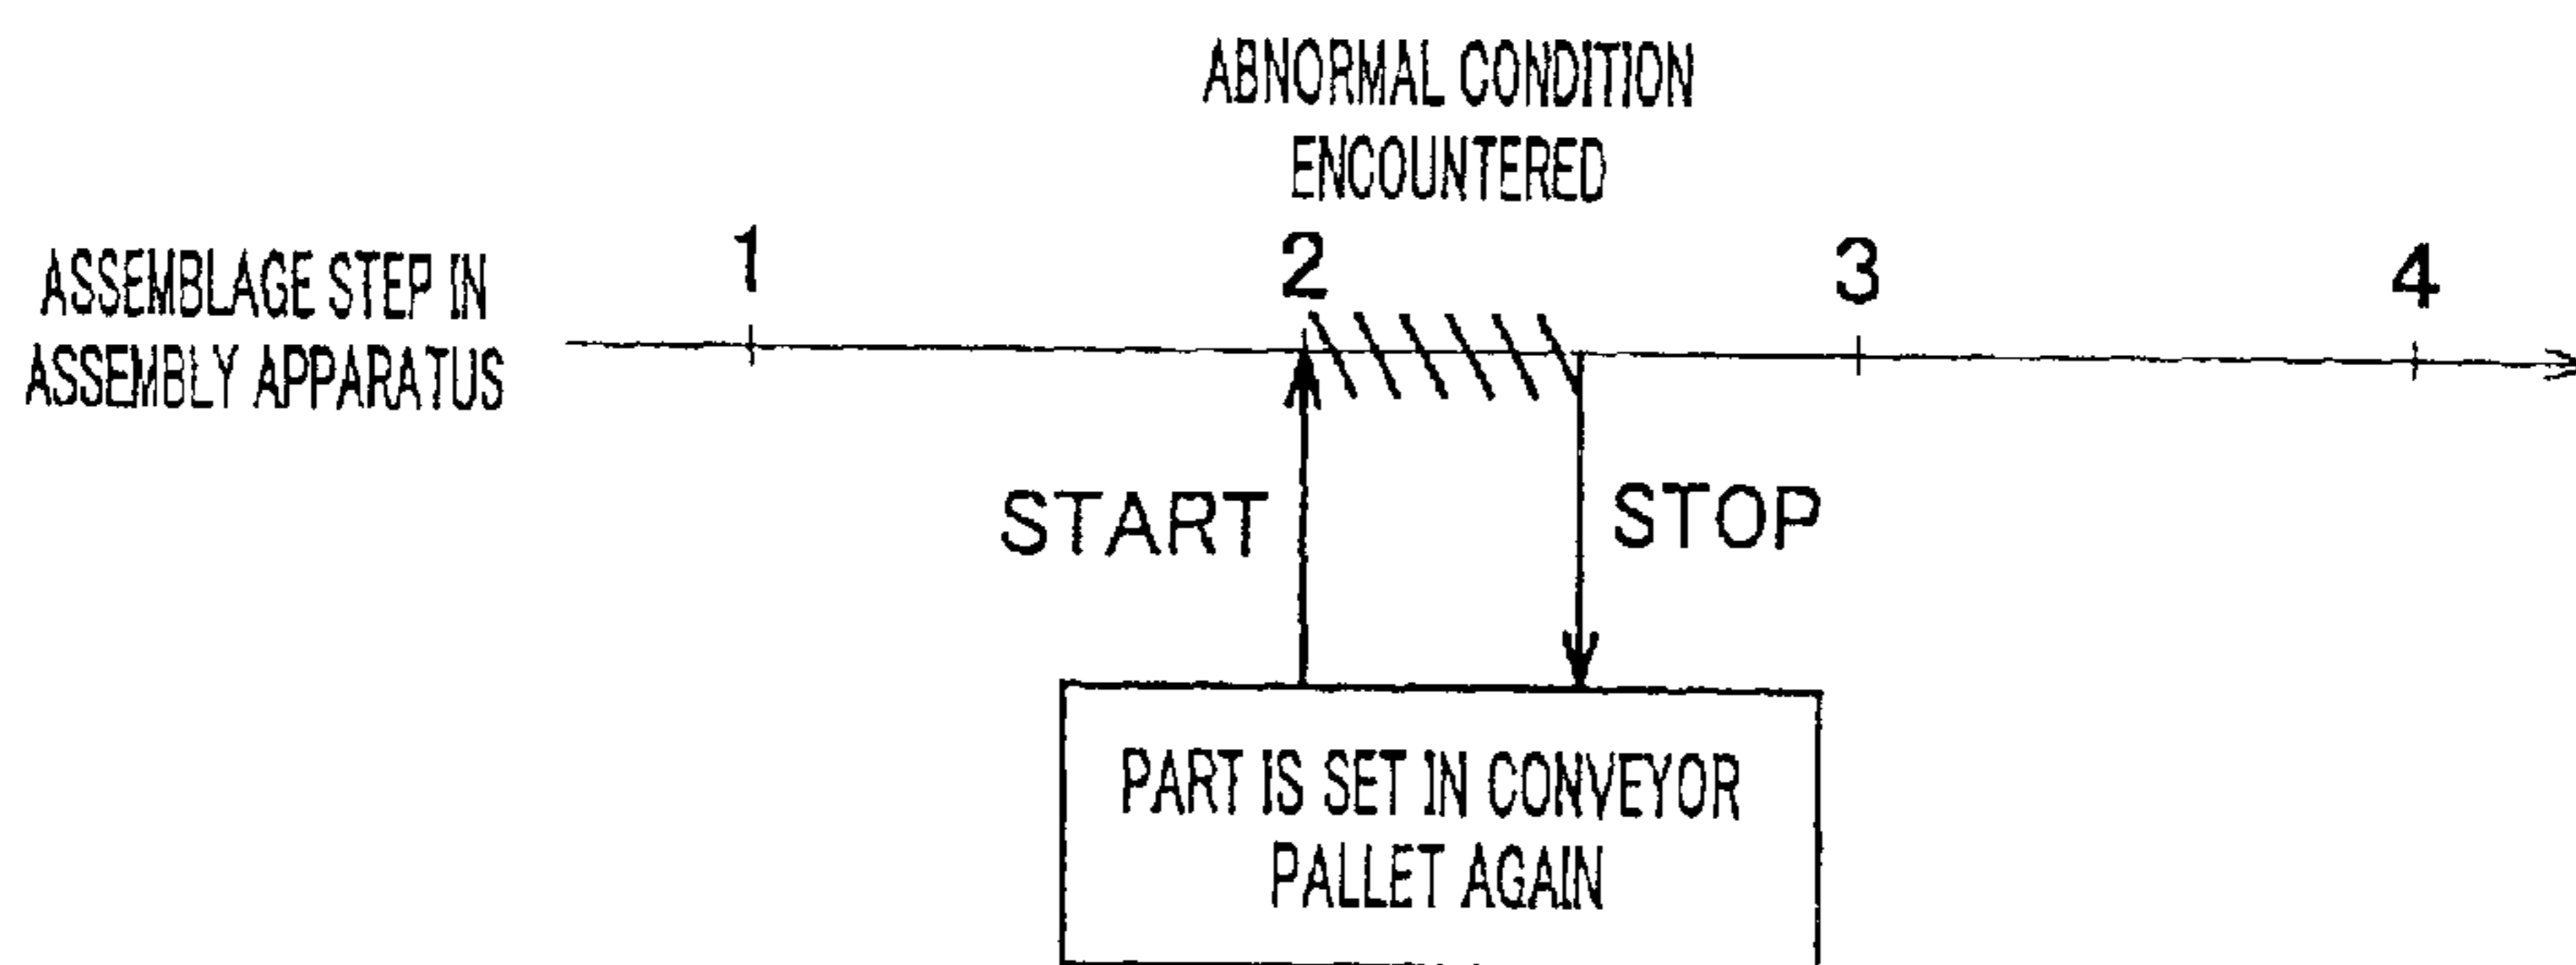 ABNORMAL CONDITION
ENCOUNTERED
ASSEMBLAGE STEP IN
ASSEMBLY APPARATUS
1
2
3
4
START
STOP
PART IS SET IN CONVEYOR
PALLET AGAIN